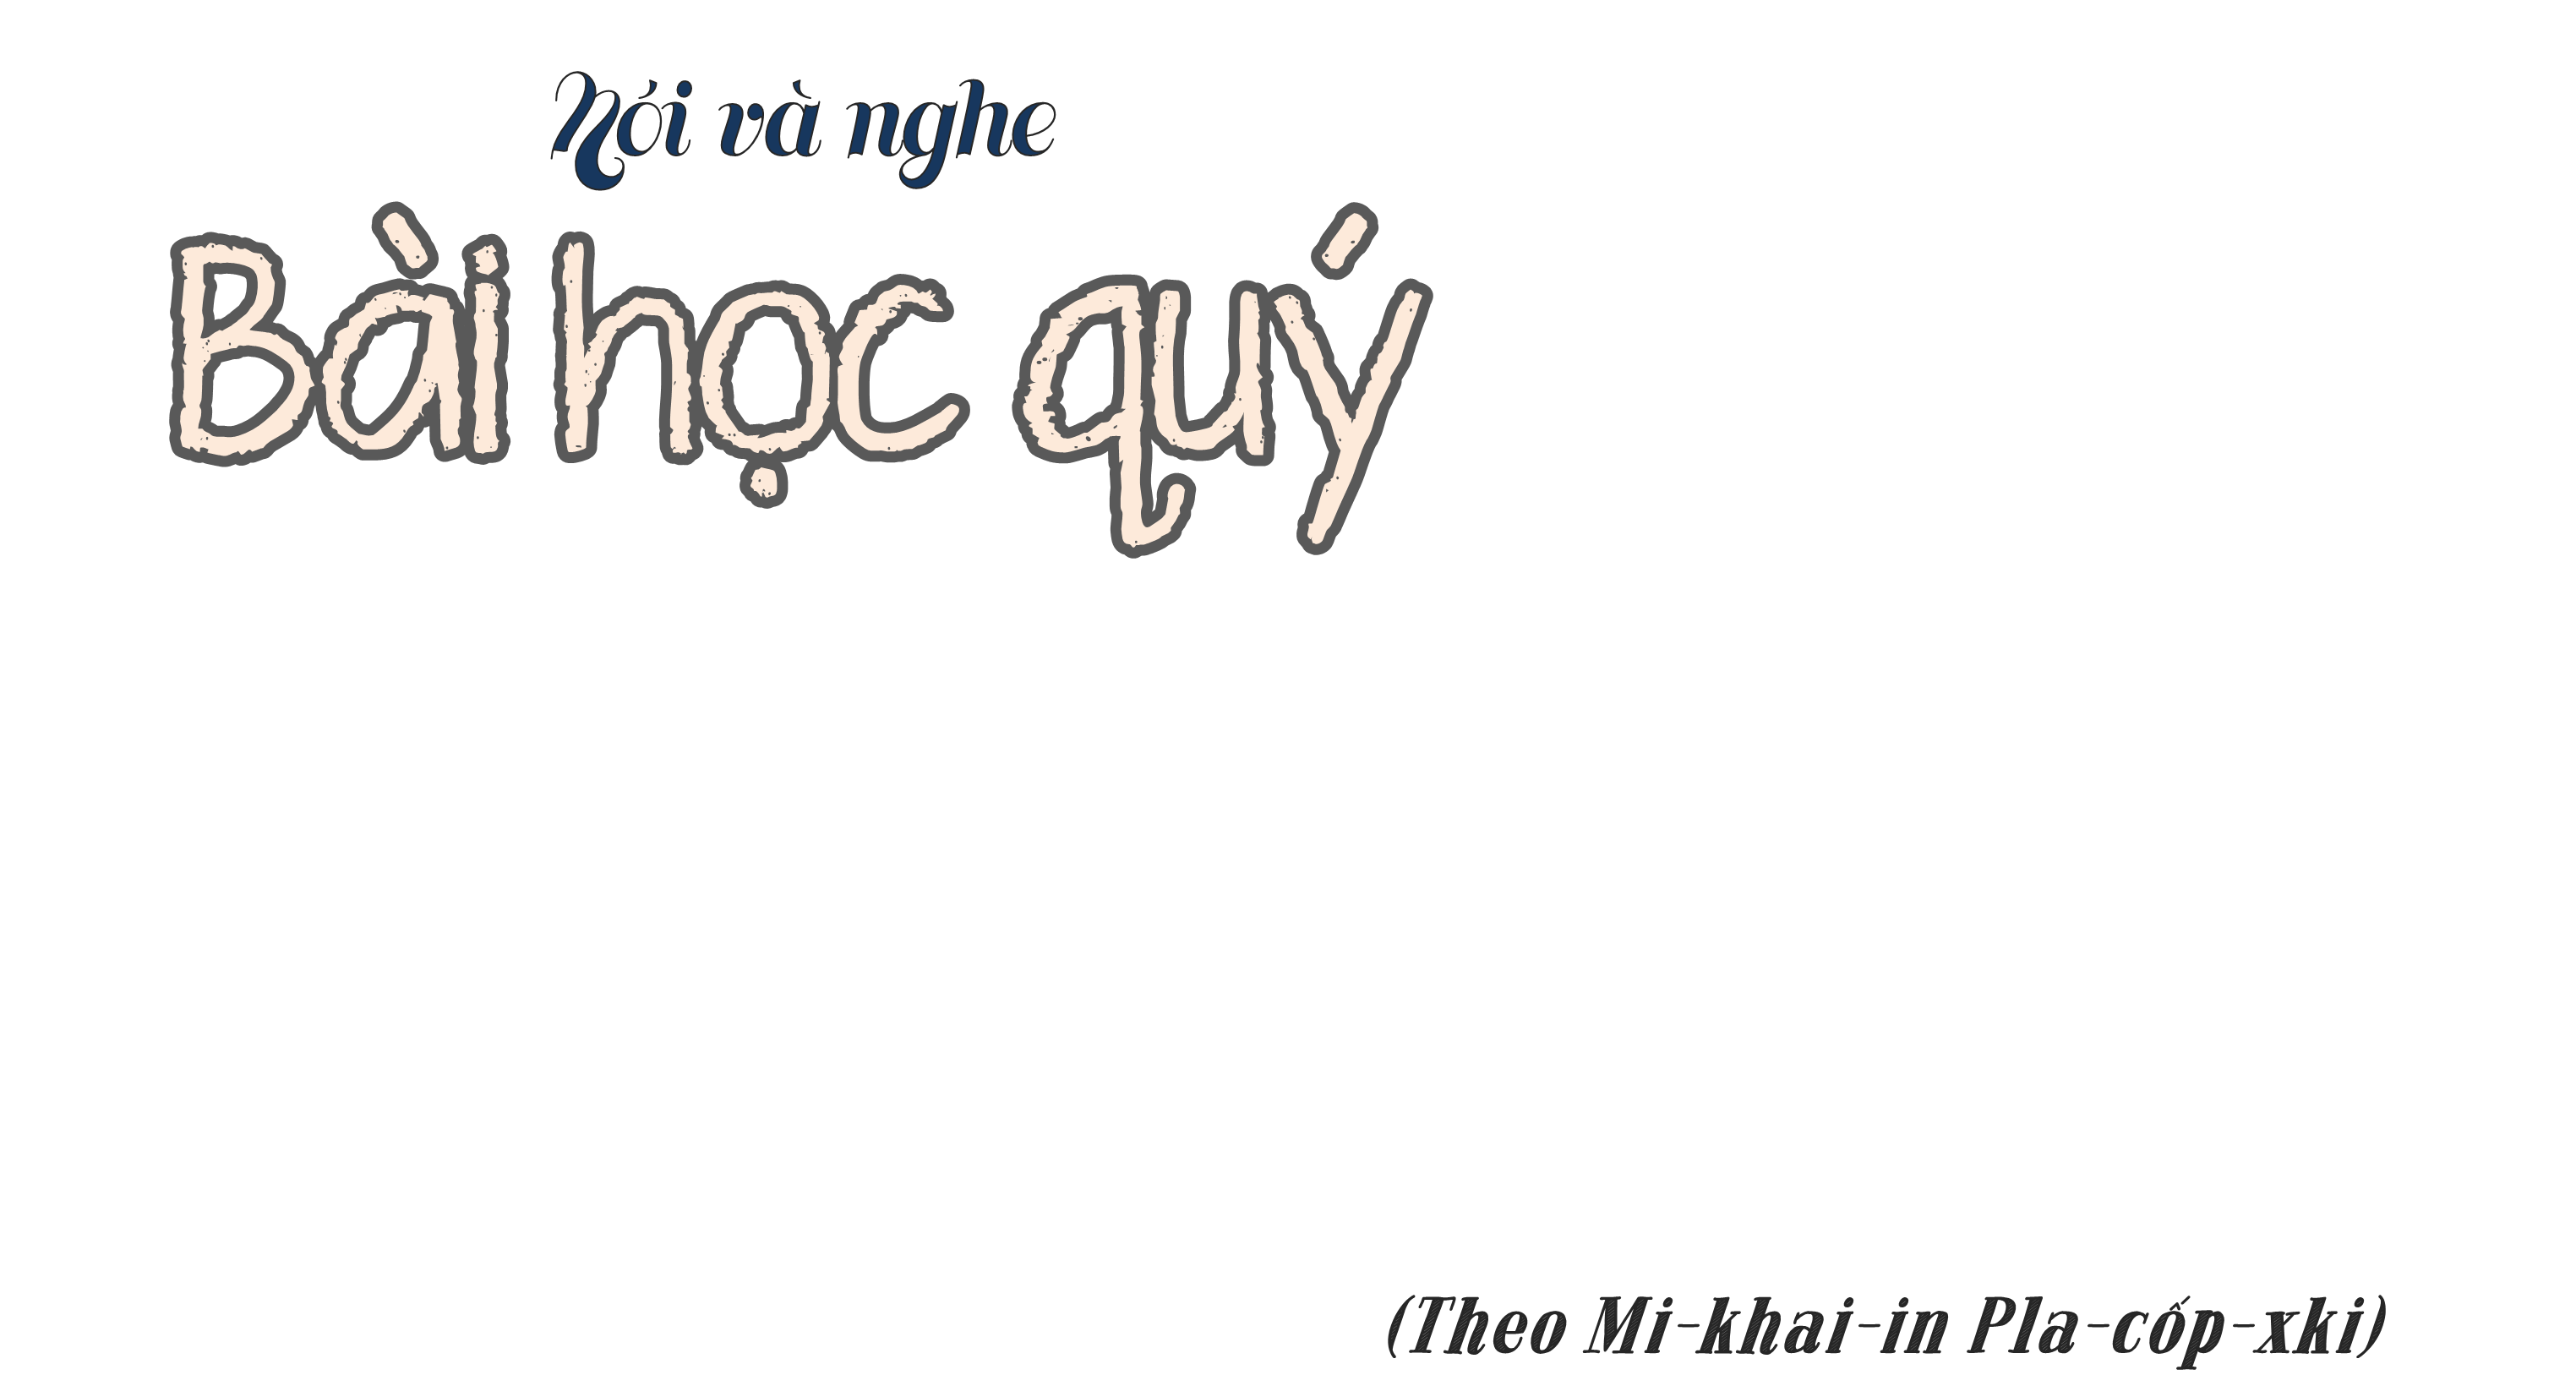 Nói và nghe
Bài học quý
(Theo Mi-khai-in Pla-cốp-xki)